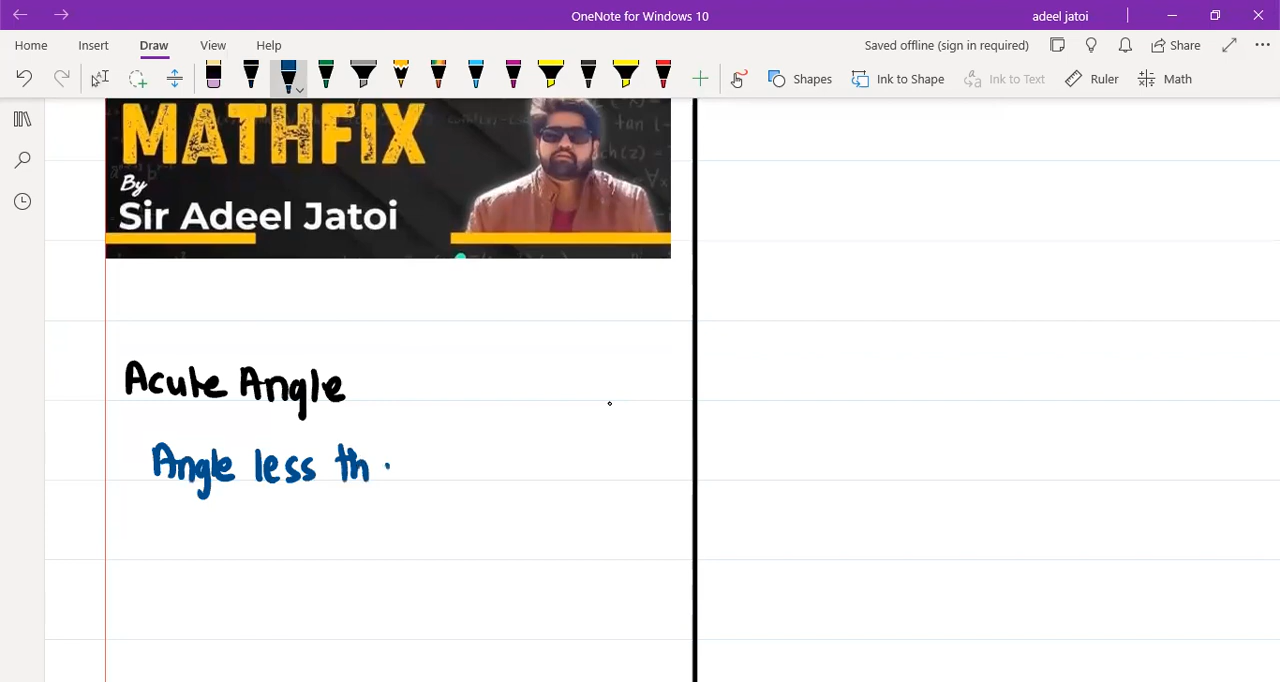 OneNote for Windows 10
adeel jatoi
Home Insert Draw View Help
Saved offline (sign in required)
Share
Shapes
Ink to Shape
Ink to Text
Ruler
Math
MATHFIX
By
Sir Adeel Jatoi
Acute Angle
Angle less th